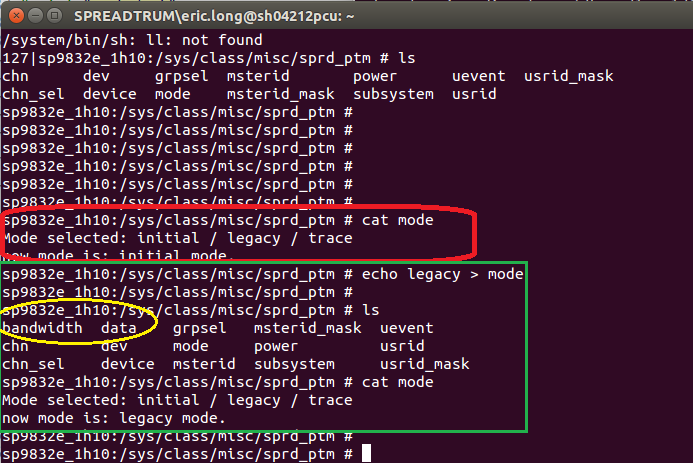 SPREADTRUM\eric.long@sh04212pcu: ~
/system/bin/sh: ll: not found
127|sp9832e_1h10:/sys/class/misc/sprd_ptm # ls
chn dev grpsel msterid power uevent usrid_mask
chn_sel device mode msterid_mask subsystem usrid
sp9832e_1h10:/sys/class/misc/sprd_ptm #
sp9832e_1h10:/sys/class/misc/sprd_ptm #
sp9832e_1h10:/sys/class/misc/sprd_ptm #
sp9832e_1h10:/sys/class/misc/sprd_ptm #
sp9832e_1h10:/sys/class/misc/sprd_ptm #
sp9832e_1h10:/sys/class/misc/sprd_ptm #
sp9832e_1h10:/sys/class/misc/sprd_ptm # cat mode
Mode selected: initial / legacy / trace
now mode is: initial mode.
sp9832e_1h10:/sys/class/misc/sprd_ptm # echo legacy > mode
sp9832e_1h10:/sys/class/misc/sprd_ptm #
sp9832e_1h10:/sys/class/misc/sprd_ptm # ls
bandwidth data grpsel msterid_mask uevent
chn dev mode power usrid
chn_sel device msterid subsystem usrid_mask
sp9832e_1h10:/sys/class/misc/sprd_ptm # cat mode
Mode selected: initial / legacy / trace
now mode is: legacy mode.
sp9832e_1h10:/sys/class/misc/sprd_ptm #
sp9832e_1h10:/sys/class/misc/sprd_ptm #